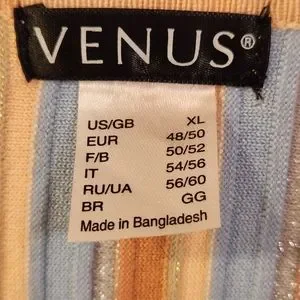 VENUS®
US/GB XL
EUR 48/50
F/B 50/52
IT 54/56
RU/UA 56/60
BR GG
Made in Bangladesh